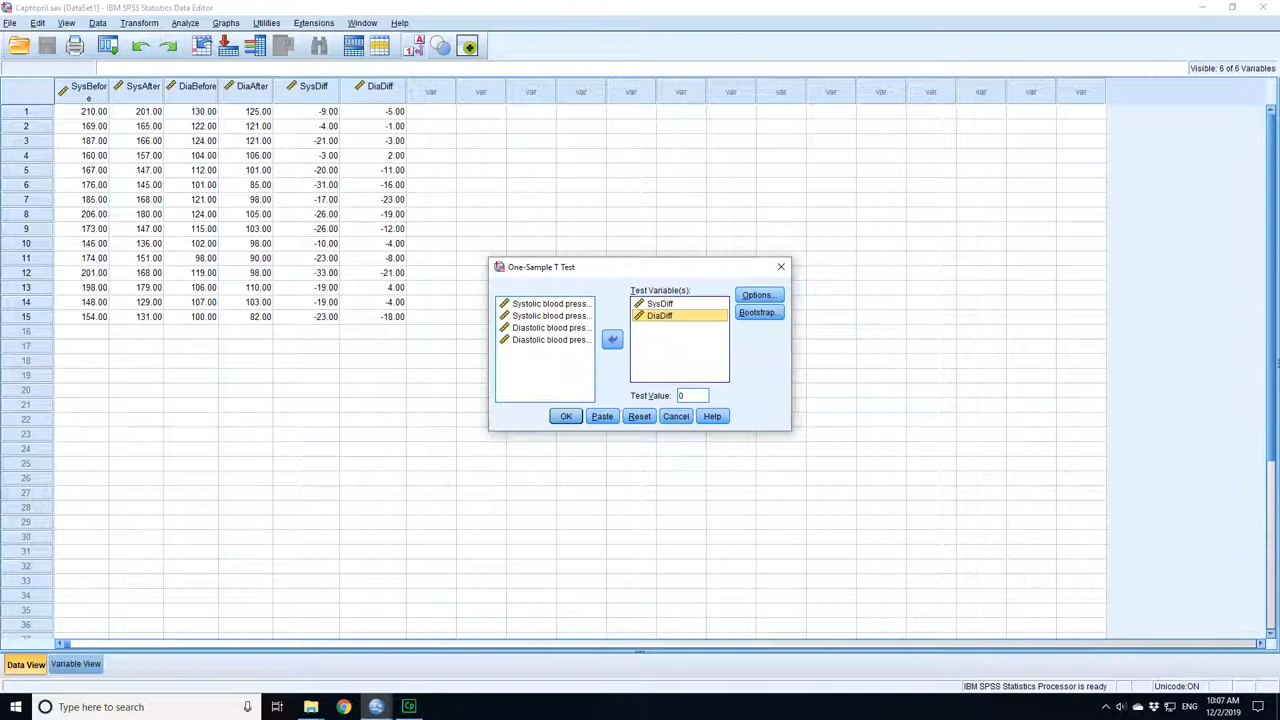 Captopril.sav [DataSet1] - IBM SPSS Statistics Data Editor
File Edit View Data Transform Analyze Graphs Utilities Extensions Window Help
Visible: 6 of 6 Variables
SysBefor e SysAfter DiaBefore DiaAfter SysDiff DiaDiff var var var var var var var var var var var var var var
1 210.00 201.00 130.00 125.00 -9.00 -5.00
2 169.00 165.00 122.00 121.00 -4.00 -1.00
3 187.00 166.00 124.00 121.00 -21.00 -3.00
4 160.00 157.00 104.00 106.00 -3.00 2.00
5 167.00 147.00 112.00 101.00 -20.00 -11.00
6 176.00 145.00 101.00 85.00 -31.00 -16.00
7 185.00 168.00 121.00 98.00 -17.00 -23.00
8 206.00 180.00 124.00 105.00 -26.00 -19.00
9 173.00 147.00 115.00 103.00 -26.00 -12.00
10 146.00 136.00 102.00 98.00 -10.00 -4.00
11 174.00 151.00 98.00 90.00 -23.00 -8.00
12 201.00 168.00 119.00 98.00 -33.00 -21.00
13 198.00 179.00 106.00 110.00 -19.00 4.00
14 148.00 129.00 107.00 103.00 -19.00 -4.00
15 154.00 131.00 100.00 82.00 -23.00 -18.00
16
17
18
19
20
21
22
23
24
25
26
27
28
29
30
31
32
33
34
35
36
37
One-Sample T Test
Test Variable(s):
Systolic blood press...
Systolic blood press...
Diastolic blood pres...
Diastolic blood pres...
SysDiff
DiaDiff
Options...
Bootstrap...
Test Value: 0
OK Paste Reset Cancel Help
Data View Variable View
IBM SPSS Statistics Processor is ready Unicode:ON
Type here to search
Cp
ENG
10:07 AM
12/2/2019